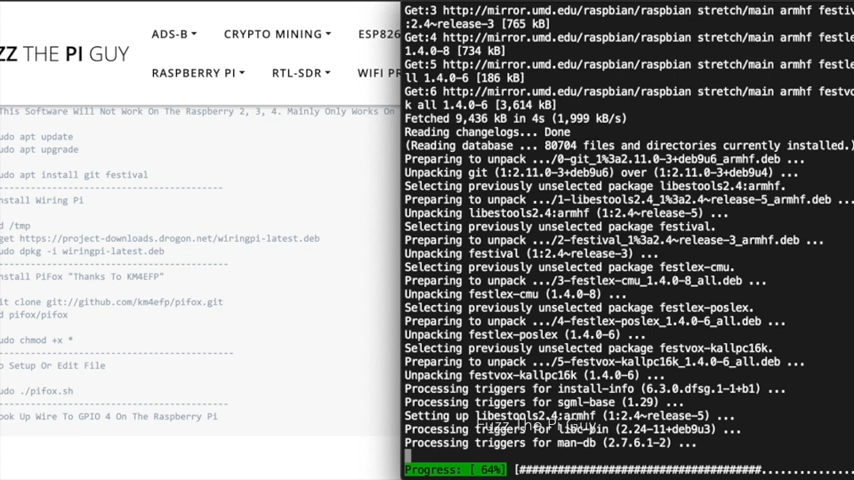 ZZ THE PI GUY
ADS-B
CRYPTO MINING
ESP826
RASPBERRY PI
RTL-SDR
WIFI PR
This Software Will Not Work On The Raspberry 2, 3, 4. Mainly Only Works On
udo apt update
udo apt upgrade
udo apt install git festival
nstall Wiring Pi
d /tmp
get https://project-downloads.drogon.net/wiringpi-latest.deb
udo dpkg -i wiringpi-latest.deb
nstall PiFox "Thanks To KM4EFP"
it clone git://github.com/km4efp/pifox.git
d pifox/pifox
udo chmod +x *
o Setup Or Edit File
udo ./pifox.sh
ook Up Wire To GPIO 4 On The Raspberry Pi
Get:3 http://mirror.umd.edu/raspbian/raspbian stretch/main armhf festiv
:2.4~release-3 [765 kB]
Get:4 http://mirror.umd.edu/raspbian/raspbian stretch/main armhf festle
1.4.0-8 [734 kB]
Get:5 http://mirror.umd.edu/raspbian/raspbian stretch/main armhf festle
ll 1.4.0-6 [186 kB]
Get:6 http://mirror.umd.edu/raspbian/raspbian stretch/main armhf festvo
k all 1.4.0-6 [3,614 kB]
Fetched 9,436 kB in 4s (1,999 kB/s)
Reading changelogs... Done
(Reading database ... 80704 files and directories currently installed.)
Preparing to unpack .../0-git_1%3a2.11.0-3+deb9u6_armhf.deb ...
Unpacking git (1:2.11.0-3+deb9u6) over (1:2.11.0-3+deb9u4) ...
Selecting previously unselected package libestools2.4:armhf.
Preparing to unpack .../1-libestools2.4_1%3a2.4~release-5_armhf.deb ...
Unpacking libestools2.4:armhf (1:2.4~release-5) ...
Selecting previously unselected package festival.
Preparing to unpack .../2-festival_1%3a2.4~release-3_armhf.deb ...
Unpacking festival (1:2.4~release-3) ...
Selecting previously unselected package festlex-cmu.
Preparing to unpack .../3-festlex-cmu_1.4.0-8_all.deb ...
Unpacking festlex-cmu (1.4.0-8) ...
Selecting previously unselected package festlex-poslex.
Preparing to unpack .../4-festlex-poslex_1.4.0-6_all.deb ...
Unpacking festlex-poslex (1.4.0-6) ...
Selecting previously unselected package festvox-kallpc16k.
Preparing to unpack .../5-festvox-kallpc16k_1.4.0-6_all.deb ...
Unpacking festvox-kallpc16k (1.4.0-6) ...
Processing triggers for install-info (6.3.0.dfsg.1-1+b1) ...
Processing triggers for sgml-base (1.29) ...
Setting up libestools2.4:armhf (1:2.4~release-5) ...
Fuzz The Pi Guy
Processing triggers for libc-bin (2.24-11+deb9u3) ...
Processing triggers for man-db (2.7.6.1-2) ...
Progress: [ 64%] [########################################..............